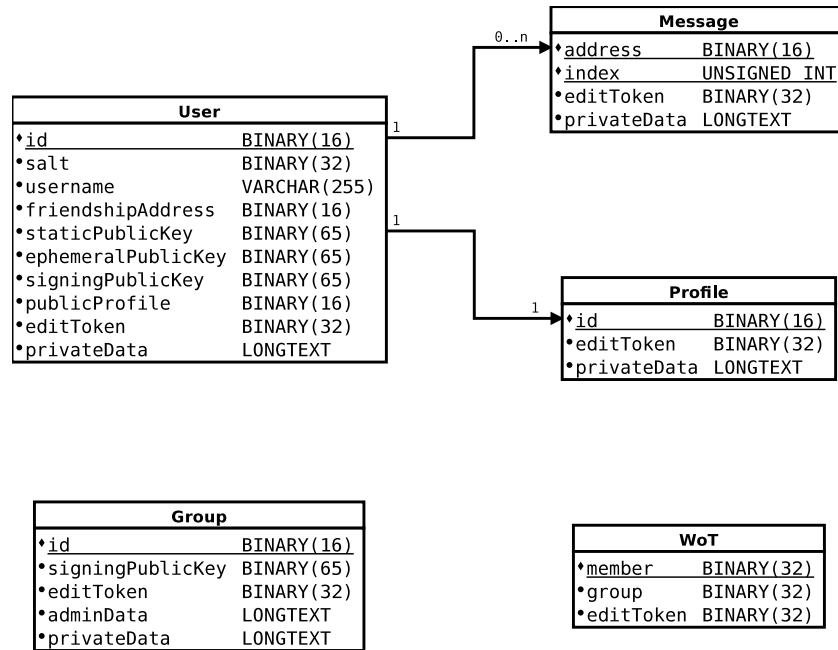 Message
address BINARY(16)
index UNSIGNED INT
editToken BINARY(32)
privateData LONGTEXT
0..n
User
id BINARY(16)
salt BINARY(32)
username VARCHAR(255)
friendshipAddress BINARY(16)
staticPublicKey BINARY(65)
ephemeralPublicKey BINARY(65)
signingPublicKey BINARY(65)
publicProfile BINARY(16)
editToken BINARY(32)
privateData LONGTEXT
1
1
1
Profile
id BINARY(16)
editToken BINARY(32)
privateData LONGTEXT
Group
id BINARY(16)
signingPublicKey BINARY(65)
editToken BINARY(32)
adminData LONGTEXT
privateData LONGTEXT
WoT
member BINARY(32)
group BINARY(32)
editToken BINARY(32)